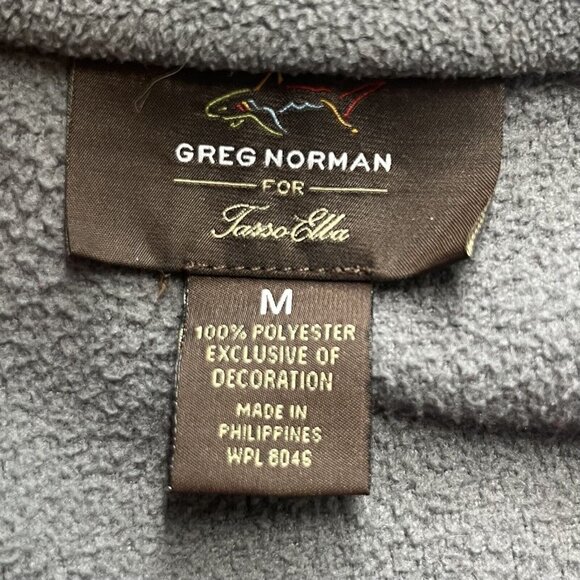 GREG NORMAN
FOR
Tasso Elba
M
100% POLYESTER
EXCLUSIVE OF
DECORATION
MADE IN
PHILIPPINES
WPL 8046